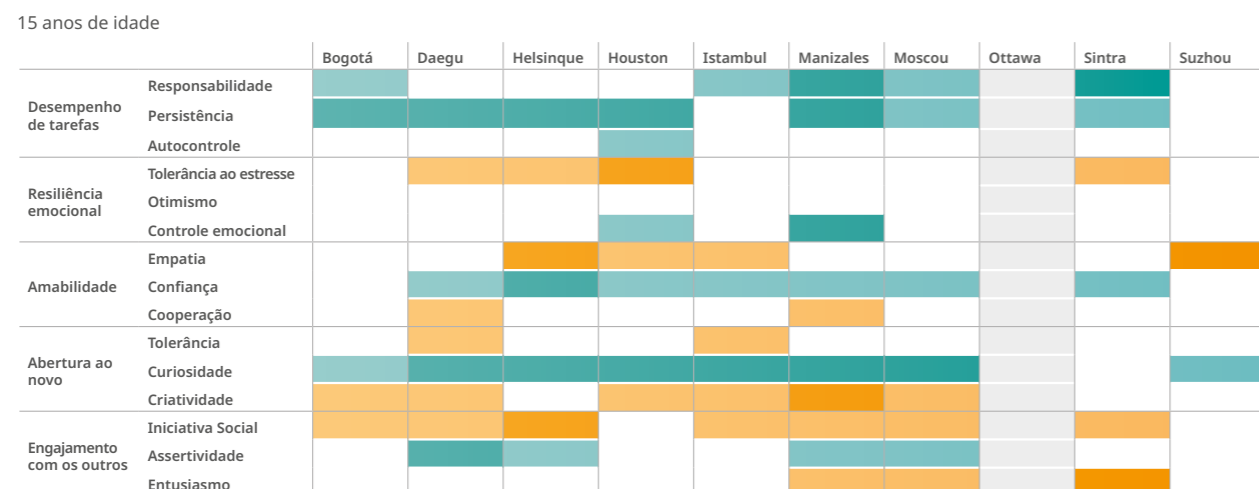 15 anos de idade
Bogotá Daegu Helsinque Houston Istambul Manizales Moscou Ottawa Sintra Suzhou
Desempenho
de tarefas
Responsabilidade
Persistência
Autocontrole
Resiliência
emocional
Tolerância ao estresse
Otimismo
Controle emocional
Amabilidade
Empatia
Confiança
Cooperação
Abertura ao
novo
Tolerância
Curiosidade
Criatividade
Engajamento
com os outros
Iniciativa Social
Assertividade
Entusiasmo